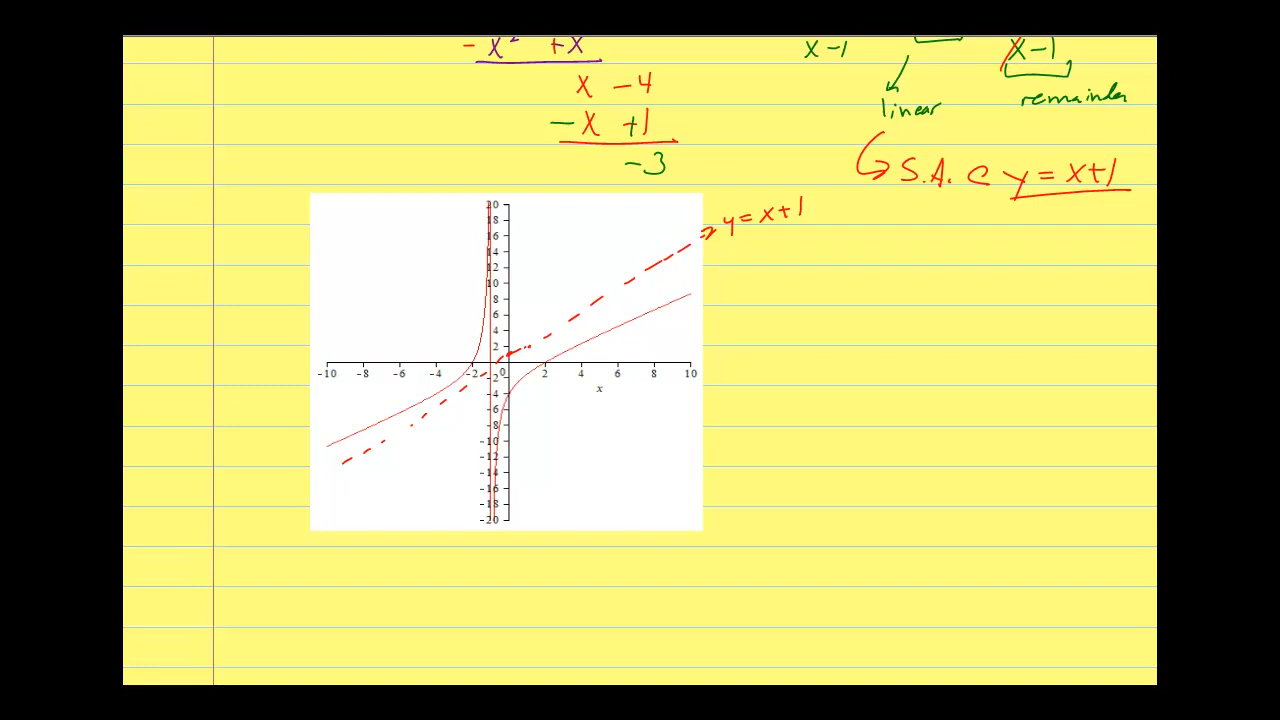 - x² + x
x - 4
- x + 1
- 3
x - 1
x - 1
linear
remainder
S.A. @ y = x + 1
y = x + 1
20
18
16
14
12
10
8
6
4
2
-10 -8 -6 -4 -2 0 2 4 6 8 10
x
-2
-4
-6
-8
-10
-12
-14
-16
-18
-20